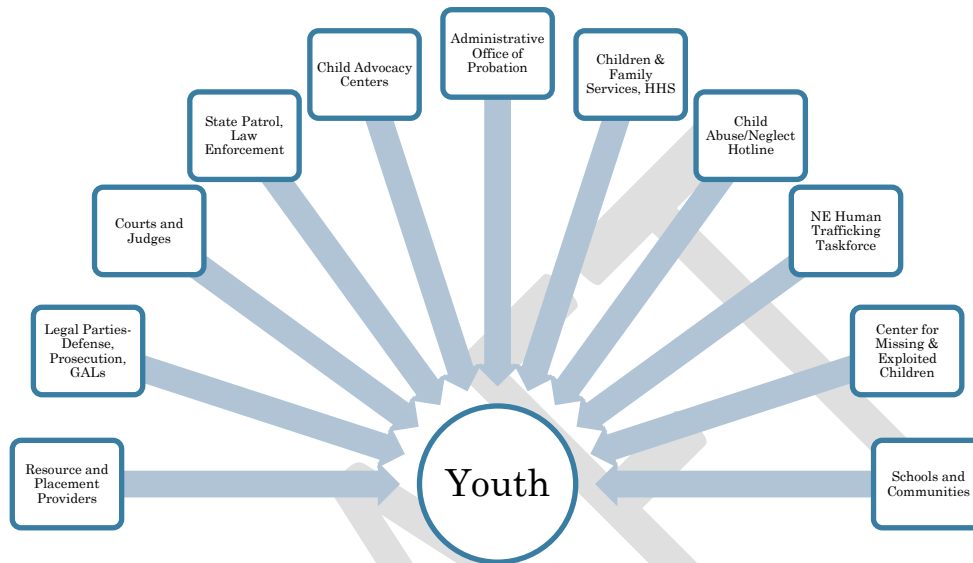 Administrative
Office of
Probation
Child Advocacy
Centers
Children &
Family
Services, HHS
State Patrol,
Law
Enforcement
Child
Abuse/Neglect
Hotline
Courts and
Judges
NE Human
Trafficking
Taskforce
Legal Parties-
Defense,
Prosecution,
GALs
Center for
Missing &
Exploited
Children
Resource and
Placement
Providers
Youth
Schools and
Communities